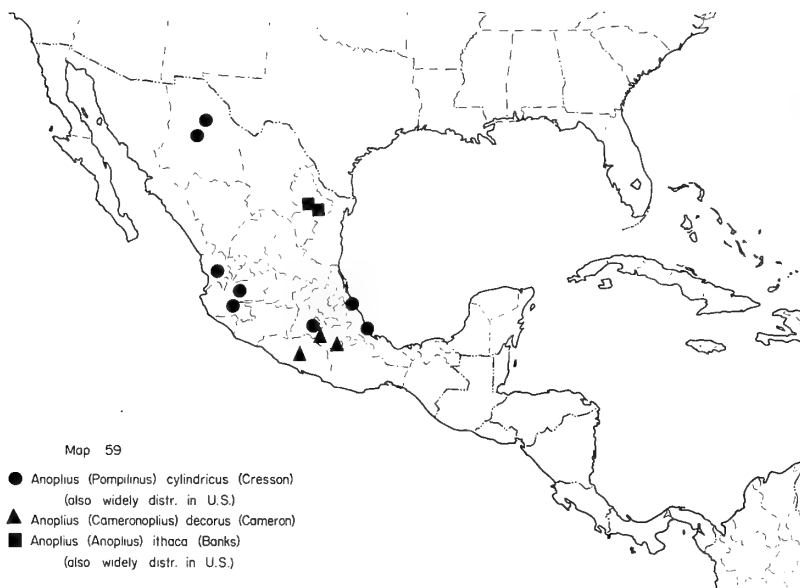 Map 59
Anoplius (Pompilinus) cylindricus (Cresson)
(also widely distr. in U.S.)
Anoplius (Cameronoplius) decorus (Cameron)
Anoplius (Anoplius) ithaca (Banks)
(also widely distr. in U.S.)